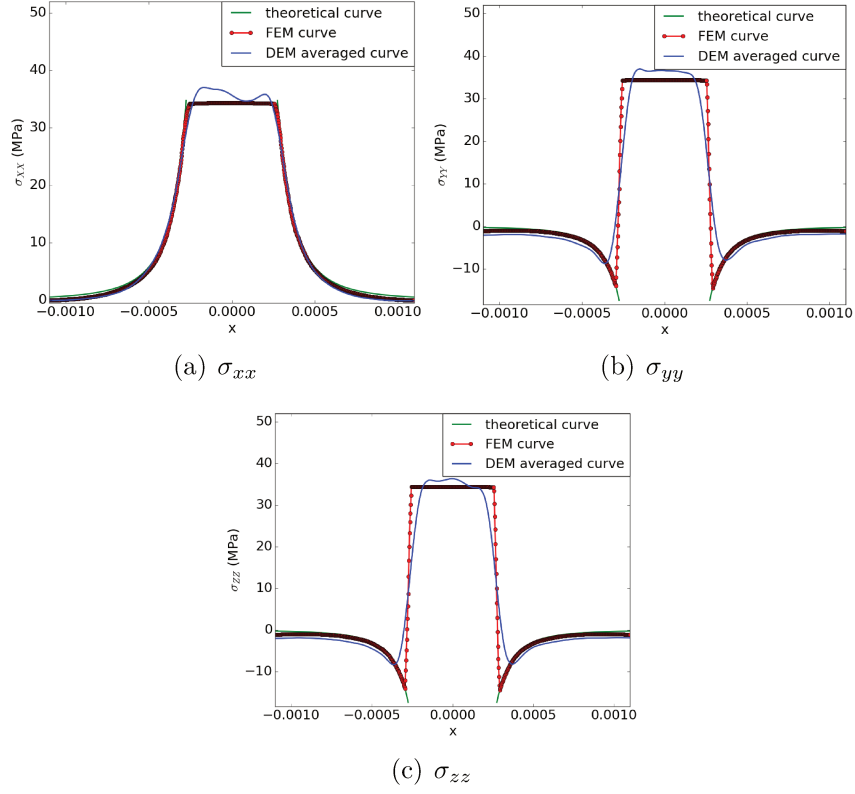 50
40
30
20
10
0
σXX (MPa)
theoretical curve
FEM curve
DEM averaged curve
−0.0010 −0.0005 0.0000 0.0005 0.0010
x
(a) σxx
50
40
30
20
10
0
−10
σYY (MPa)
theoretical curve
FEM curve
DEM averaged curve
−0.0010 −0.0005 0.0000 0.0005 0.0010
x
(b) σyy
50
40
30
20
10
0
−10
σZZ (MPa)
theoretical curve
FEM curve
DEM averaged curve
−0.0010 −0.0005 0.0000 0.0005 0.0010
x
(c) σzz